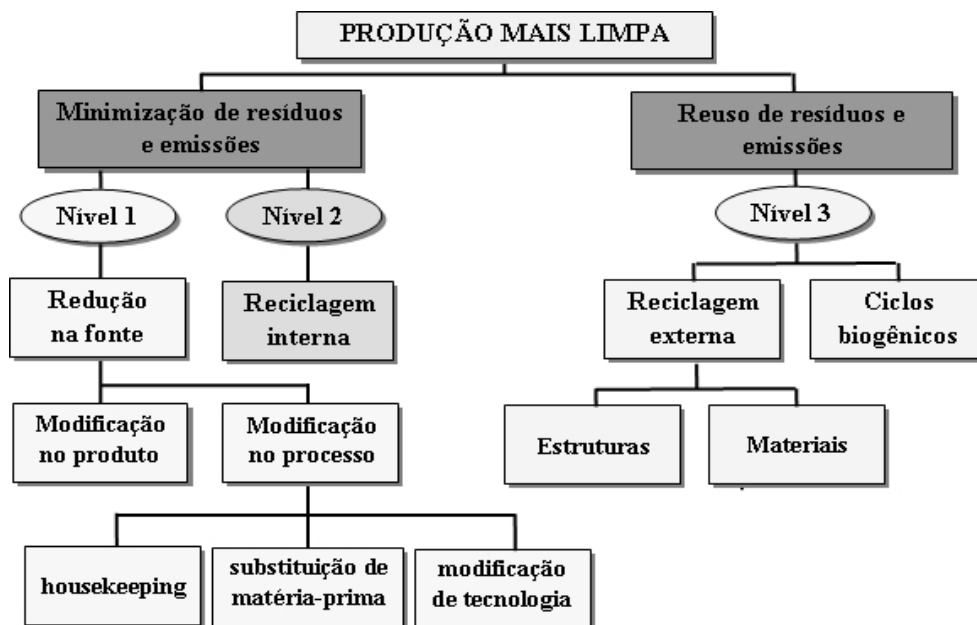 PRODUÇÃO MAIS LIMPA
Minimização de resíduos
e emissões
Reuso de resíduos e
emissões
Nível 1
Nível 2
Nível 3
Redução
na fonte
Reciclagem
interna
Reciclagem
externa
Ciclos
biogênicos
Modificação
no produto
Modificação
no processo
Estruturas
Materiais
housekeeping
substituição de
matéria-prima
modificação
de tecnologia